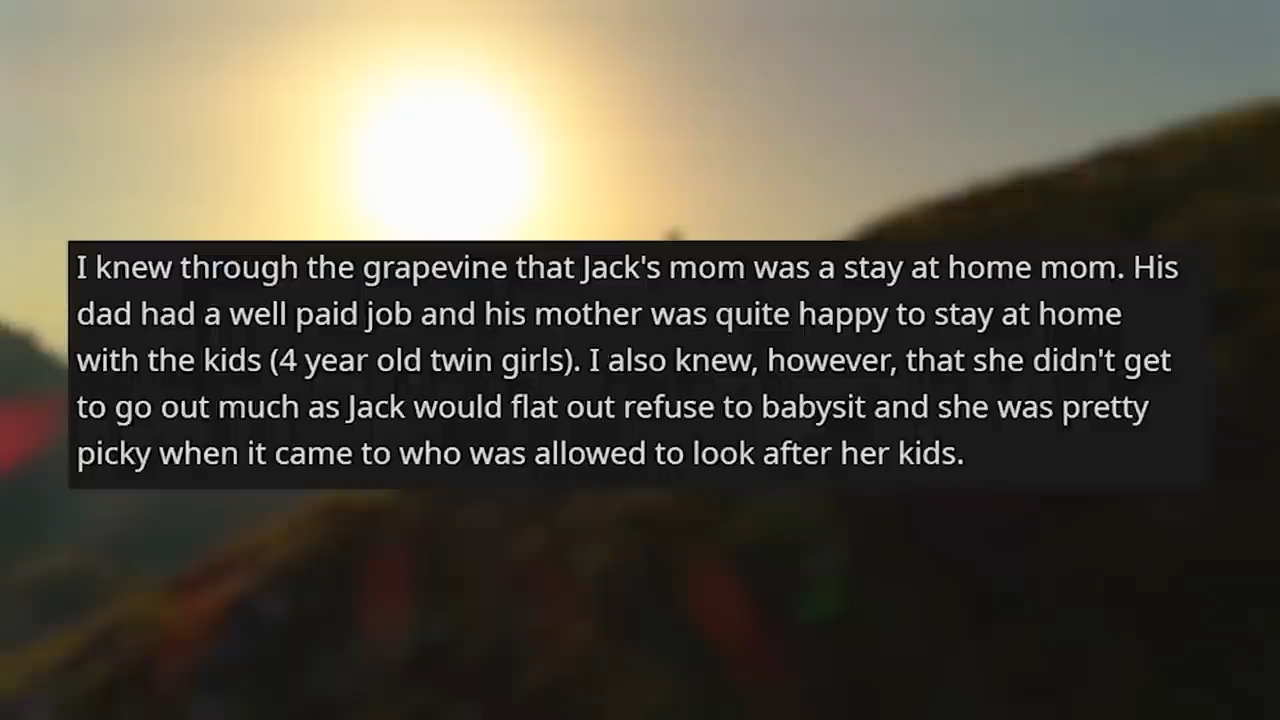 I knew through the grapevine that Jack's mom was a stay at home mom. His
dad had a well paid job and his mother was quite happy to stay at home
with the kids (4 year old twin girls). I also knew, however, that she didn't get
to go out much as Jack would flat out refuse to babysit and she was pretty
picky when it came to who was allowed to look after her kids.